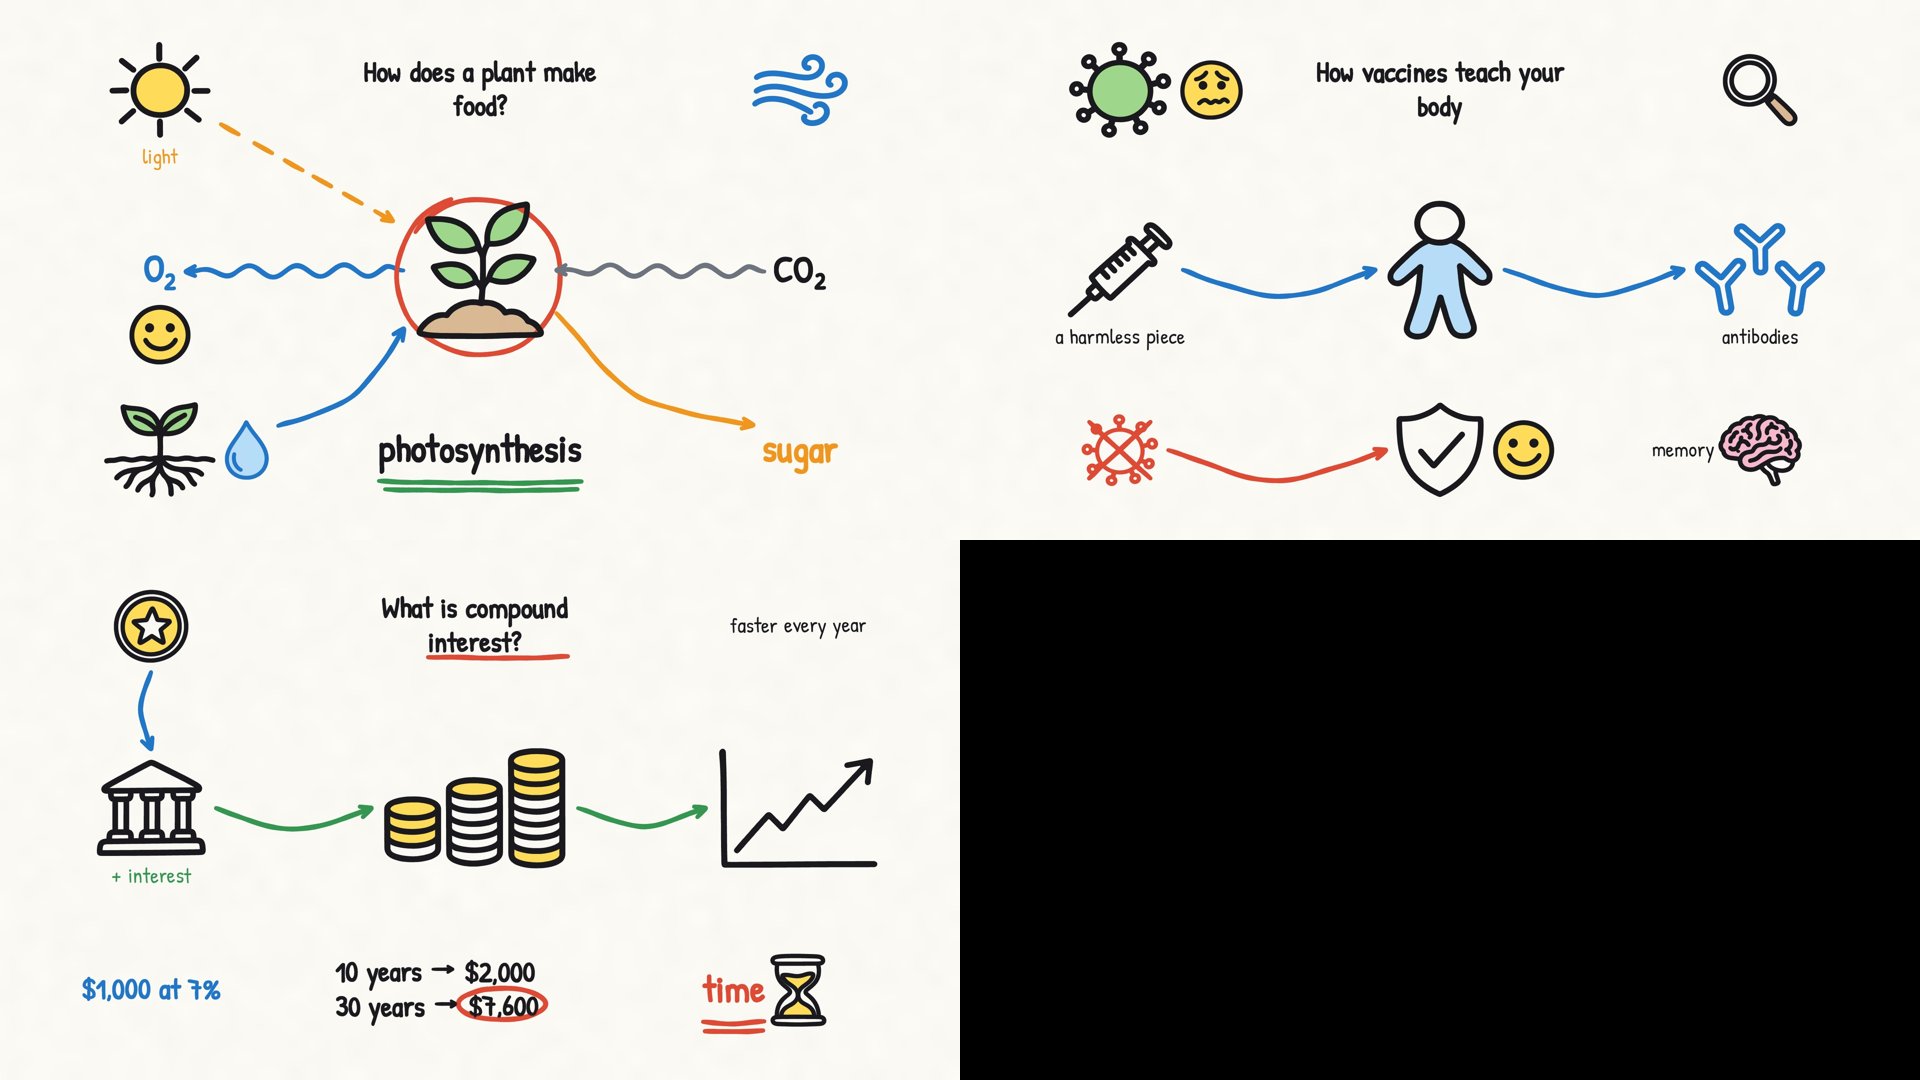 How does a plant make
food?
light
O₂
CO₂
photosynthesis
sugar
How vaccines teach your
body
a harmless piece
antibodies
memory
What is compound
interest?
faster every year
+ interest
$1,000 at 7%
10 years → $2,000
30 years → $7,600
time